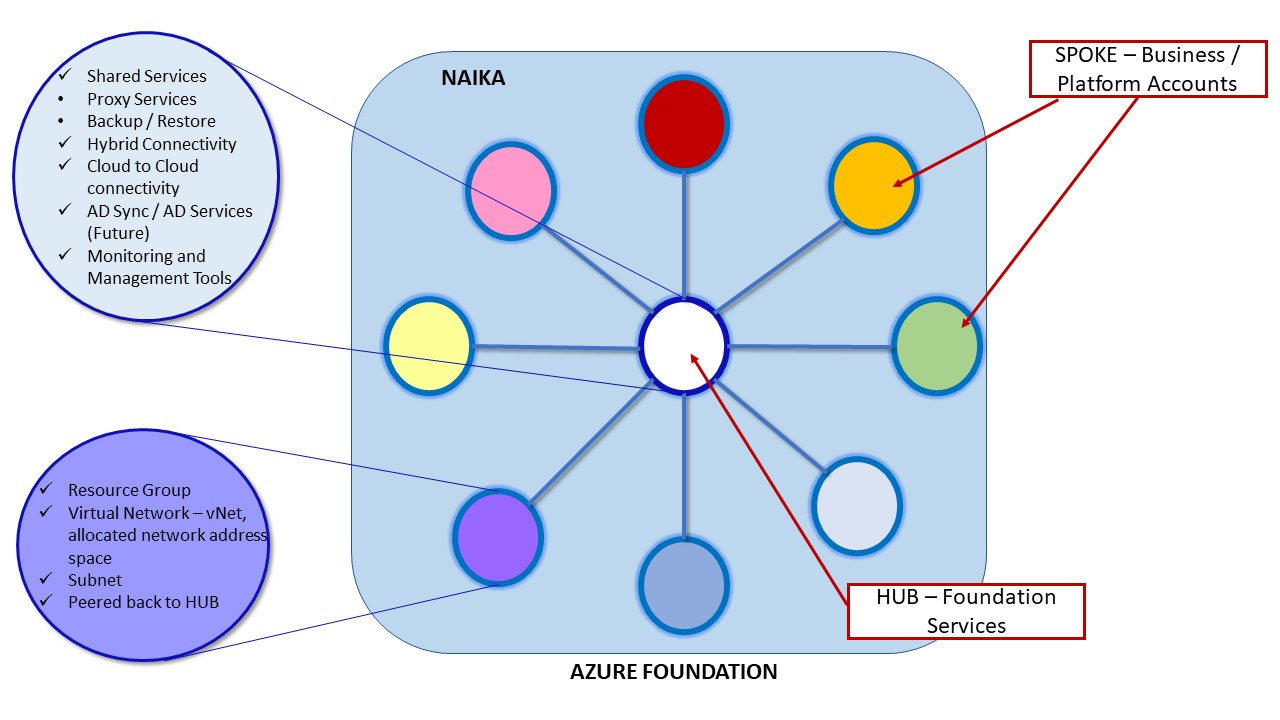 NAIKA
SPOKE – Business /
Platform Accounts
✓ Shared Services
• Proxy Services
• Backup / Restore
✓ Hybrid Connectivity
✓ Cloud to Cloud
connectivity
✓ AD Sync / AD Services
(Future)
✓ Monitoring and
Management Tools
✓ Resource Group
✓ Virtual Network – vNet,
allocated network address
space
✓ Subnet
✓ Peered back to HUB
HUB – Foundation
Services
AZURE FOUNDATION